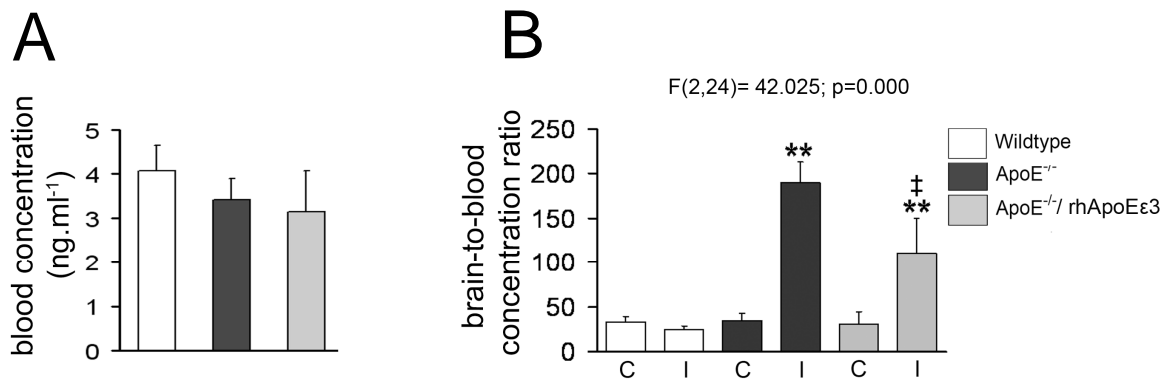 A
blood concentration
(ng.ml-1)
5
4
3
2
1
0
B
F(2,24)= 42.025; p=0.000
brain-to-blood
concentration ratio
250
200
150
100
50
0
**
‡
**
C I C I C I
Wildtype
ApoE-/-
ApoE-/-/ rhApoEε3